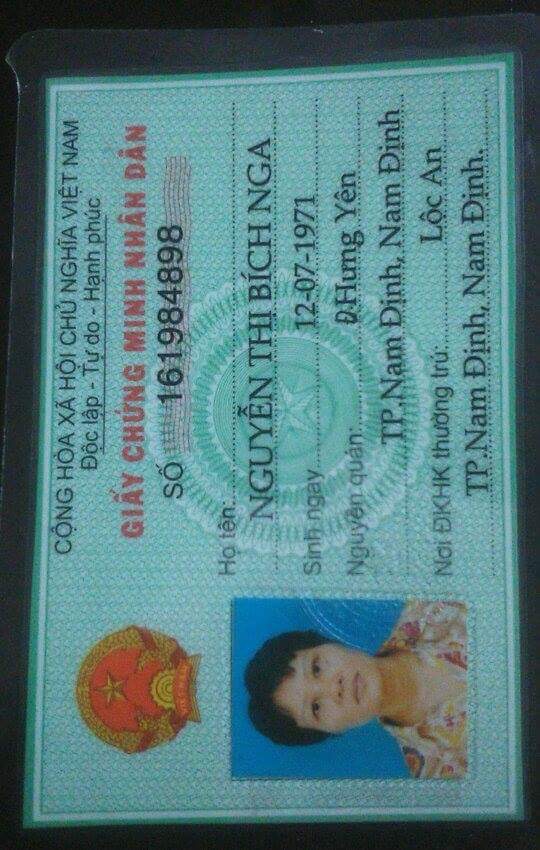 CỘNG HÒA XÃ HỘI CHỦ NGHĨA VIỆT NAM
Độc lập - Tự do - Hạnh phúc
GIẤY CHỨNG MINH NHÂN DÂN
SỐ 161984898
Họ tên: NGUYỄN THỊ BÍCH NGA
Sinh ngày 12-07-1971
Nguyên quán: Đ.Hưng Yên
TP.Nam Định, Nam Định
Nơi ĐKHK thường trú: Lộc An
TP.Nam Định, Nam Định.